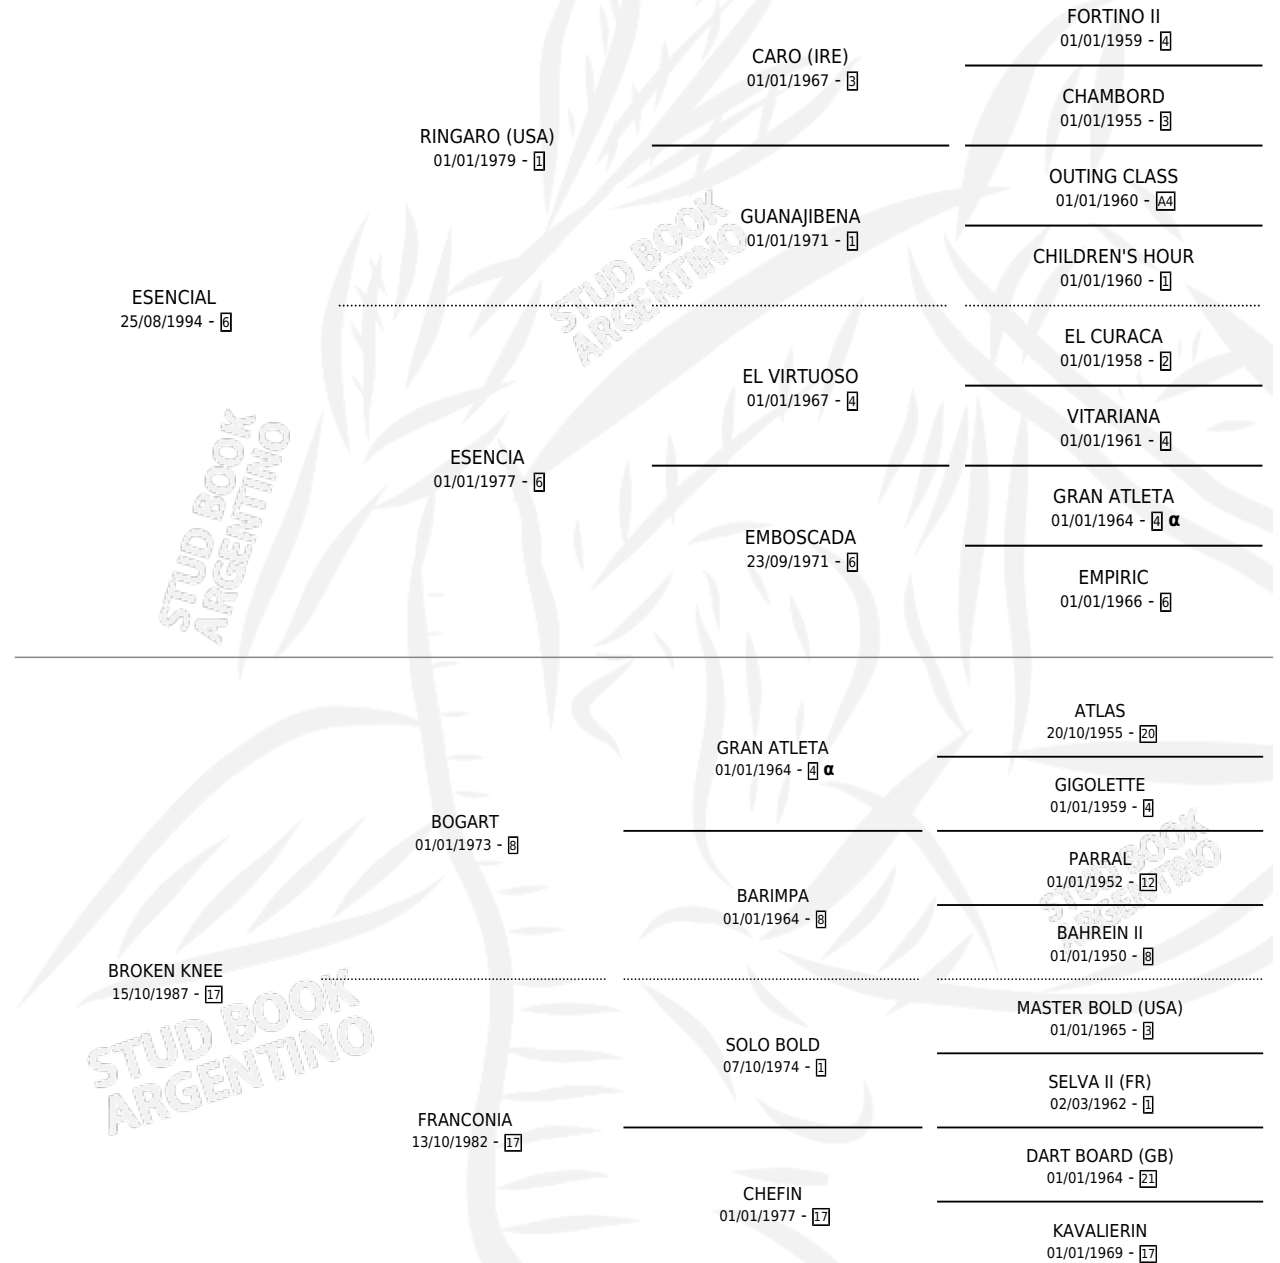 FORTINO II
01/01/1959 - 4
CARO (IRE)
01/01/1967 - 3
CHAMBORD
01/01/1955 - 3
RINGARO (USA)
01/01/1979 - 1
OUTING CLASS
01/01/1960 - A4
GUANAJIBENA
01/01/1971 - 1
CHILDREN'S HOUR
01/01/1960 - 1
ESENCIAL
25/08/1994 - 6
EL CURACA
01/01/1958 - 2
EL VIRTUOSO
01/01/1967 - 4
VITARIANA
01/01/1961 - 4
ESENCIA
01/01/1977 - 6
GRAN ATLETA
01/01/1964 - 4 α
EMBOSCADA
23/09/1971 - 6
EMPIRIC
01/01/1966 - 6
STUD BOOK
ARGENTINO
STUD BOOK
ARGENTINO
ATLAS
20/10/1955 - 20
GRAN ATLETA
01/01/1964 - 4 α
GIGOLETTE
01/01/1959 - 4
BOGART
01/01/1973 - 8
PARRAL
01/01/1952 - 12
BARIMPA
01/01/1964 - 8
BAHREIN II
01/01/1950 - 8
BROKEN KNEE
15/10/1987 - 17
MASTER BOLD (USA)
01/01/1965 - 3
SOLO BOLD
07/10/1974 - 1
SELVA II (FR)
02/03/1962 - 1
FRANCONIA
13/10/1982 - 17
DART BOARD (GB)
01/01/1964 - 21
CHEFIN
01/01/1977 - 17
KAVALIERIN
01/01/1969 - 17
STUD BOOK
ARGENTINO
STUD BOOK
ARGENTINO